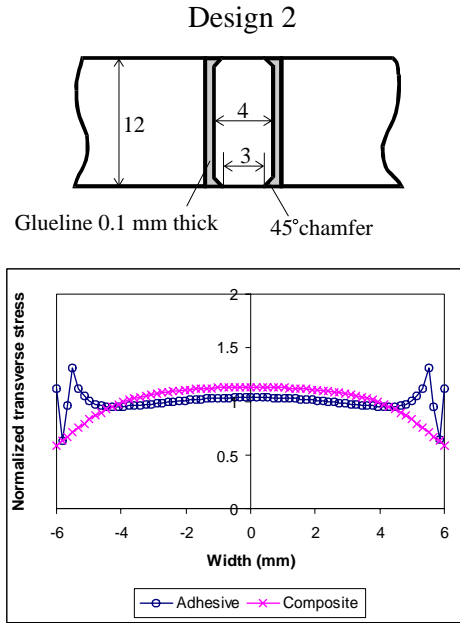 Design 2
12
4
3
Glueline 0.1 mm thick
45°chamfer
Normalized transverse stress
2
1.5
1
0.5
0
-6 -4 -2 0 2 4 6
Width (mm)
Adhesive Composite